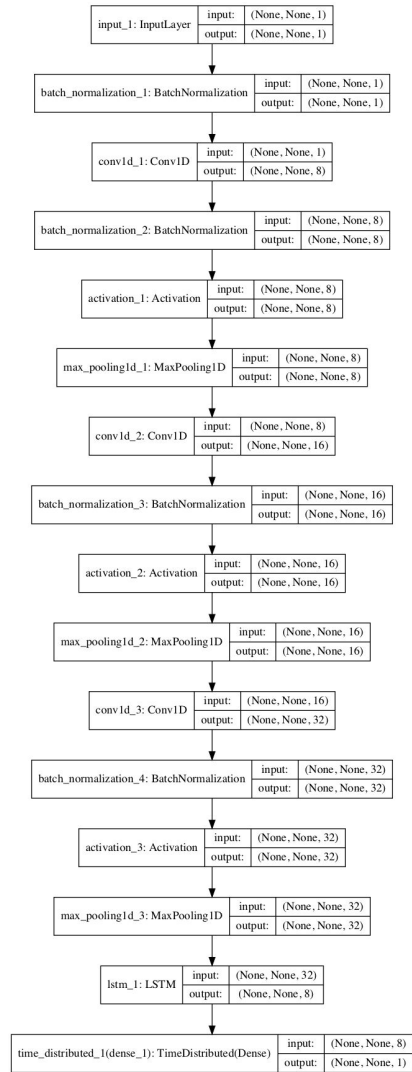 input_1: InputLayer
input: (None, None, 1)
output: (None, None, 1)
batch_normalization_1: BatchNormalization
input: (None, None, 1)
output: (None, None, 1)
conv1d_1: Conv1D
input: (None, None, 1)
output: (None, None, 8)
batch_normalization_2: BatchNormalization
input: (None, None, 8)
output: (None, None, 8)
activation_1: Activation
input: (None, None, 8)
output: (None, None, 8)
max_pooling1d_1: MaxPooling1D
input: (None, None, 8)
output: (None, None, 8)
conv1d_2: Conv1D
input: (None, None, 8)
output: (None, None, 16)
batch_normalization_3: BatchNormalization
input: (None, None, 16)
output: (None, None, 16)
activation_2: Activation
input: (None, None, 16)
output: (None, None, 16)
max_pooling1d_2: MaxPooling1D
input: (None, None, 16)
output: (None, None, 16)
conv1d_3: Conv1D
input: (None, None, 16)
output: (None, None, 32)
batch_normalization_4: BatchNormalization
input: (None, None, 32)
output: (None, None, 32)
activation_3: Activation
input: (None, None, 32)
output: (None, None, 32)
max_pooling1d_3: MaxPooling1D
input: (None, None, 32)
output: (None, None, 32)
lstm_1: LSTM
input: (None, None, 32)
output: (None, None, 8)
time_distributed_1(dense_1): TimeDistributed(Dense)
input: (None, None, 8)
output: (None, None, 1)